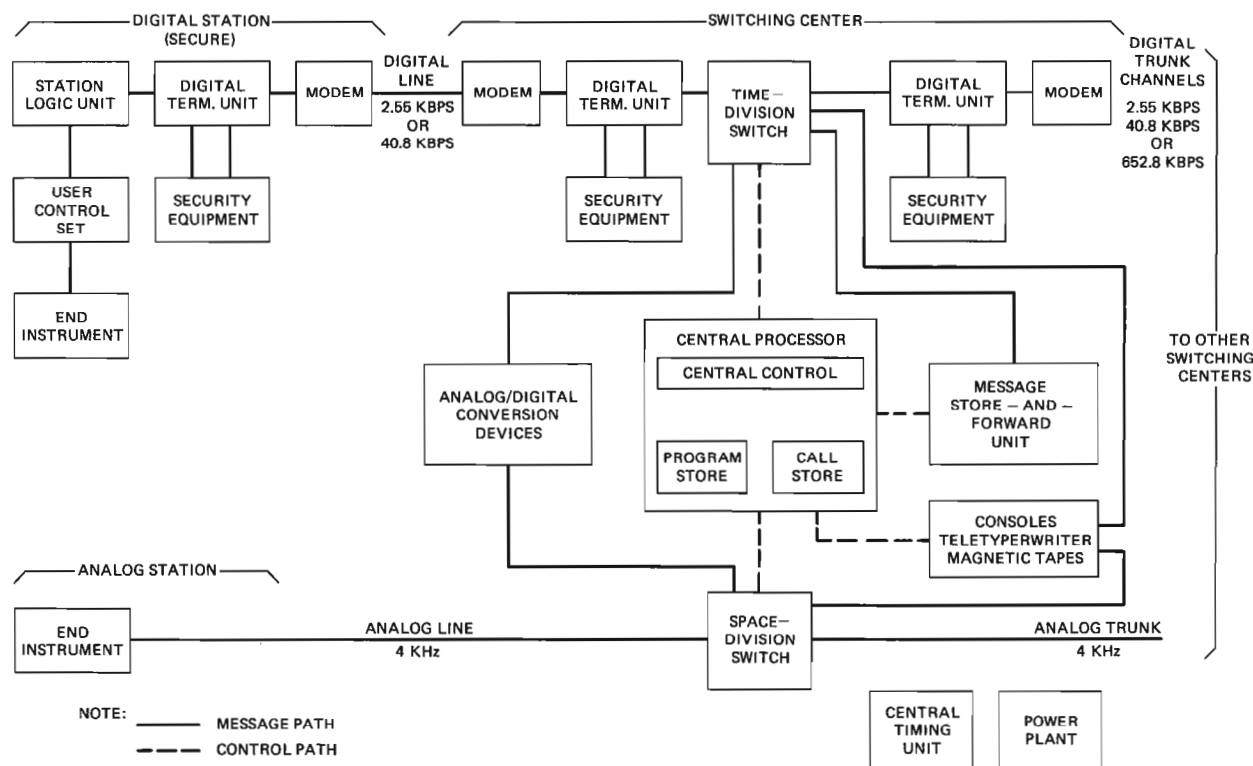 DIGITAL STATION
(SECURE)
SWITCHING CENTER
STATION
LOGIC UNIT
DIGITAL
TERM. UNIT
MODEM
DIGITAL
LINE
2.55 KBPS
OR
40.8 KBPS
MODEM
DIGITAL
TERM. UNIT
TIME—
DIVISION
SWITCH
DIGITAL
TERM. UNIT
MODEM
DIGITAL
TRUNK
CHANNELS
2.55 KBPS
40.8 KBPS
OR
652.8 KBPS
USER
CONTROL
SET
SECURITY
EQUIPMENT
SECURITY
EQUIPMENT
SECURITY
EQUIPMENT
END
INSTRUMENT
TO OTHER
SWITCHING
CENTERS
ANALOG/DIGITAL
CONVERSION
DEVICES
CENTRAL PROCESSOR
CENTRAL CONTROL
PROGRAM
STORE
CALL
STORE
MESSAGE
STORE – AND –
FORWARD
UNIT
CONSOLES
TELETYPERWRITER
MAGNETIC TAPES
ANALOG STATION
END
INSTRUMENT
ANALOG LINE
4 KHz
SPACE—
DIVISION
SWITCH
ANALOG TRUNK
4 KHz
NOTE:
MESSAGE PATH
CONTROL PATH
CENTRAL
TIMING
UNIT
POWER
PLANT